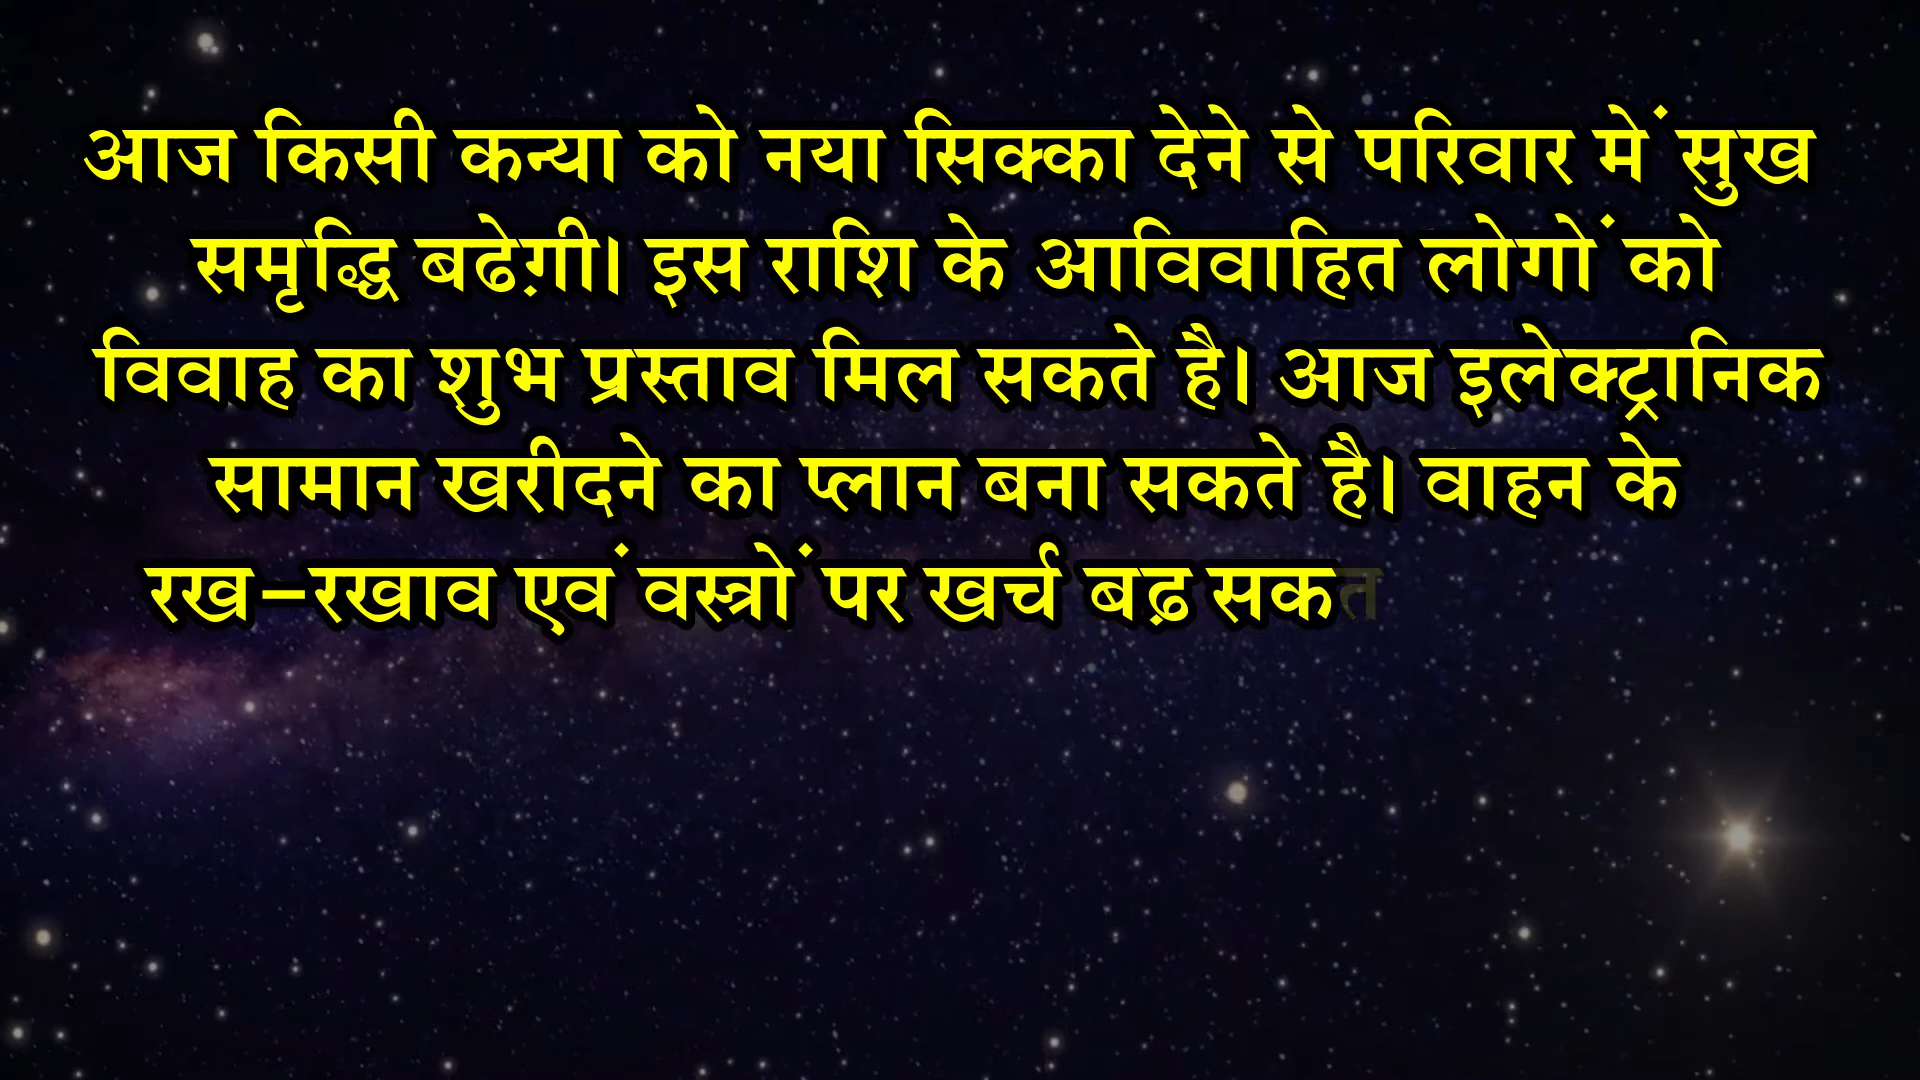 आज किसी कन्या को नया सिक्का देने से परिवार में सुख
समृद्धि बढेग़ी। इस राशि के आविवाहित लोगों को
विवाह का शुभ प्रस्ताव मिल सकते है। आज इलेक्ट्रानिक
सामान खरीदने का प्लान बना सकते है। वाहन के
रख-रखाव एवं वस्त्रों पर खर्च बढ़ सकत